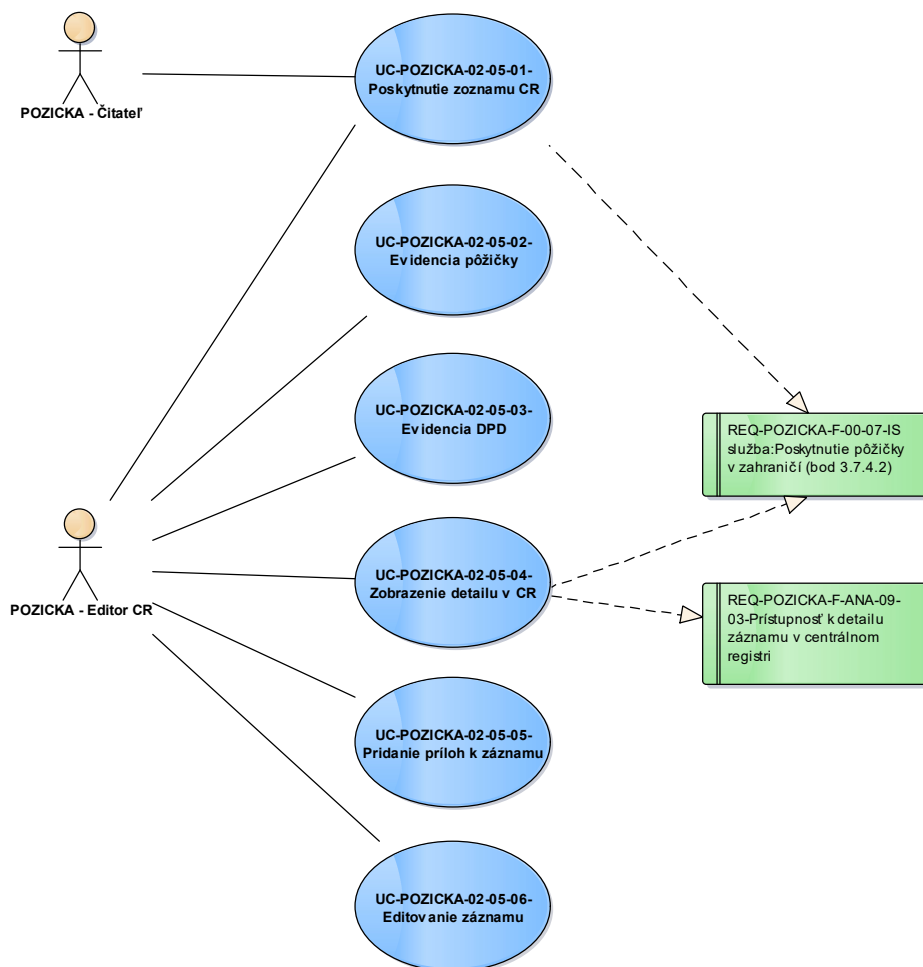 UC-POZICKA-02-05-01-
Poskytnutie zoznamu CR
POZICKA - Čitateľ
UC-POZICKA-02-05-02-
Evidencia pôžičky
UC-POZICKA-02-05-03-
Evidencia DPD
REQ-POZICKA-F-00-07-IS
služba:Poskytnutie pôžičky
v zahraničí (bod 3.7.4.2)
UC-POZICKA-02-05-04-
Zobrazenie detailu v CR
POZICKA - Editor CR
REQ-POZICKA-F-ANA-09-
03-Prístupnosť k detailu
záznamu v centrálnom
registri
UC-POZICKA-02-05-05-
Pridanie príloh k záznamu
UC-POZICKA-02-05-06-
Editovanie záznamu